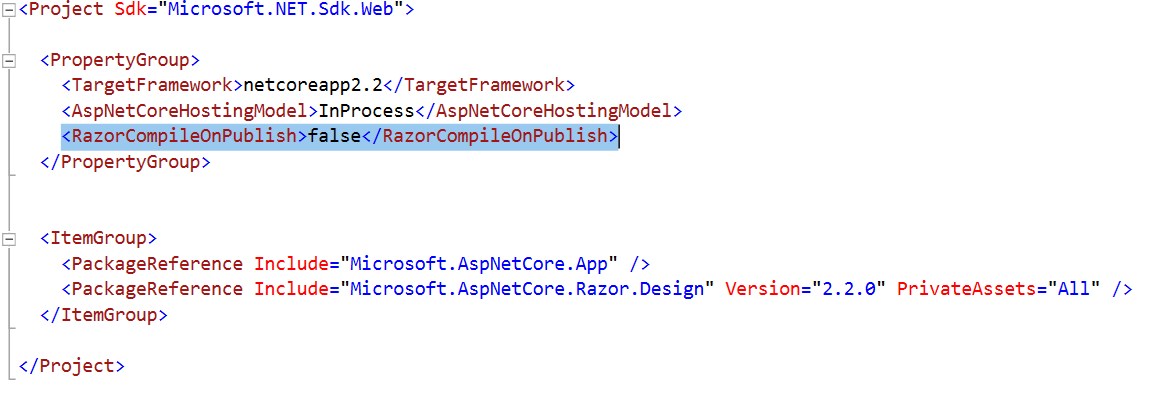 <Project Sdk="Microsoft.NET.Sdk.Web">
<PropertyGroup>
<TargetFramework>netcoreapp2.2</TargetFramework>
<AspNetCoreHostingModel>InProcess</AspNetCoreHostingModel>
<RazorCompileOnPublish>false</RazorCompileOnPublish>
</PropertyGroup>
<ItemGroup>
<PackageReference Include="Microsoft.AspNetCore.App" />
<PackageReference Include="Microsoft.AspNetCore.Razor.Design" Version="2.2.0" PrivateAssets="All" />
</ItemGroup>
</Project>